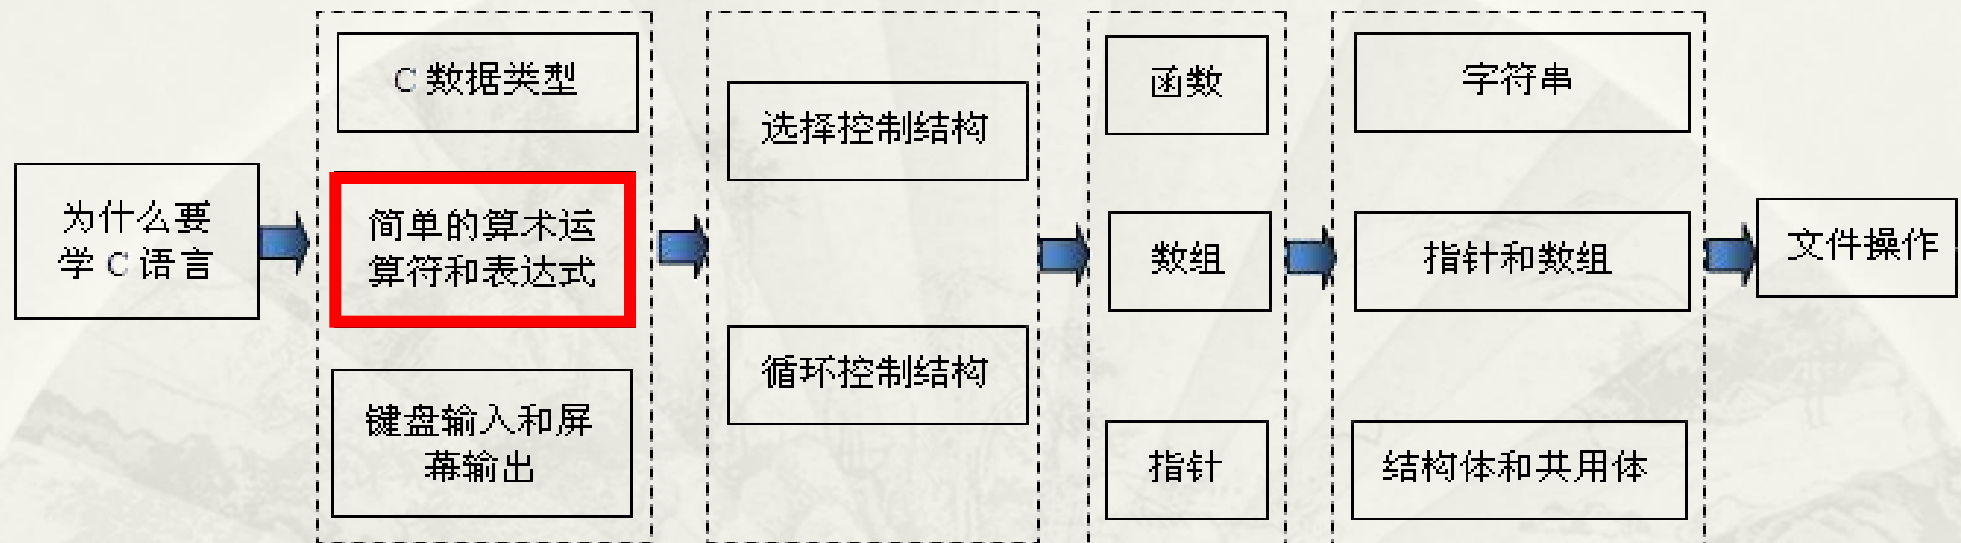 为什么要
学 C 语言
C 数据类型
简单的算术运
算符和表达式
键盘输入和屏
幕输出
选择控制结构
循环控制结构
函数
数组
指针
字符串
指针和数组
结构体和共用体
文件操作